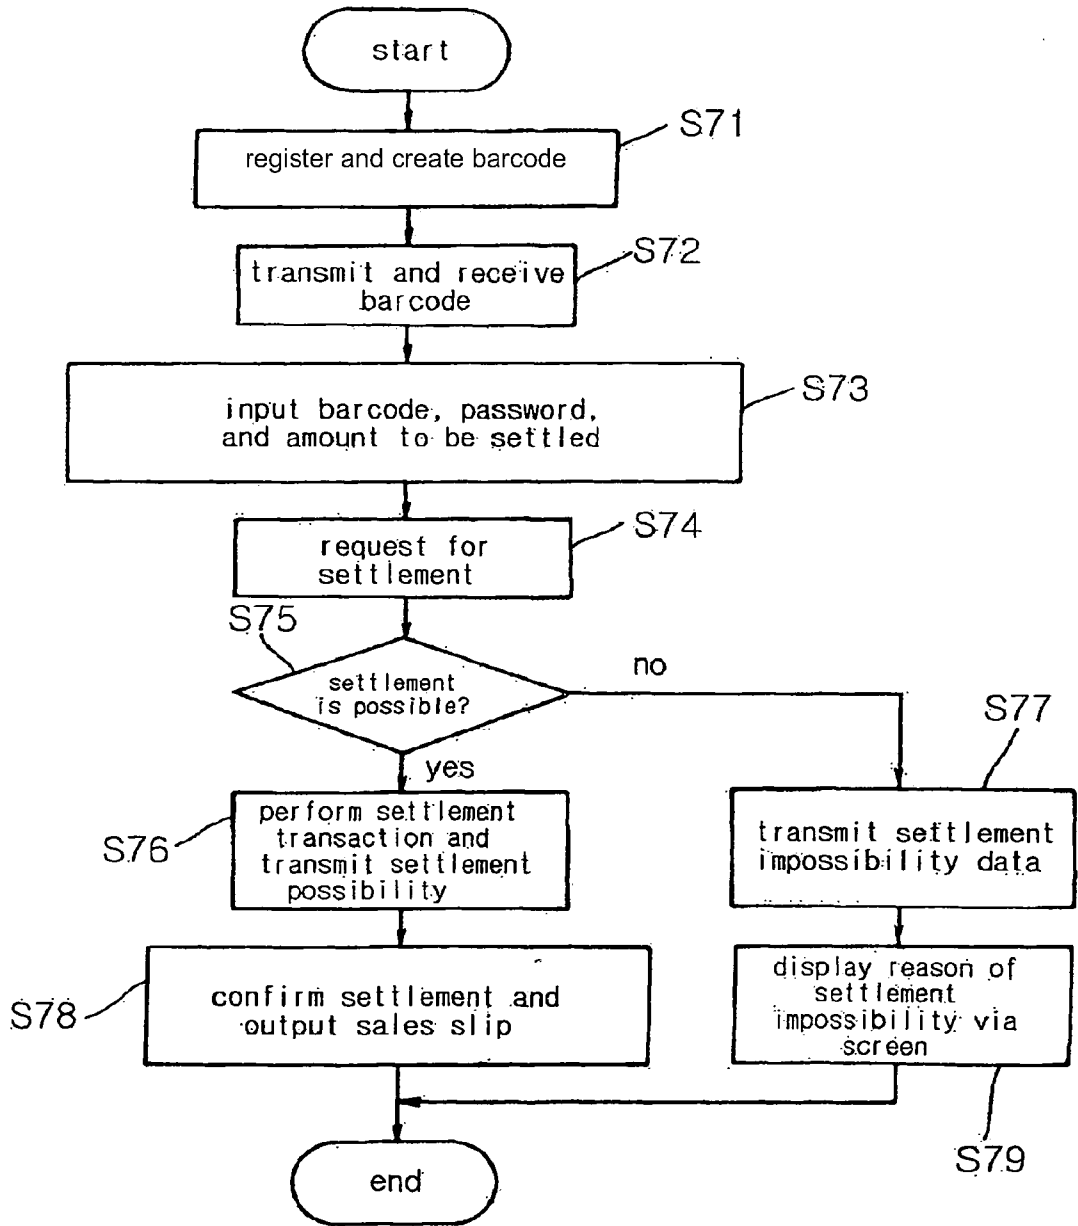 start
S71
register and create barcode
S72
transmit and receive
barcode
S73
input barcode, password,
and amount to be settled
S74
request for
settlement
S75
settlement
is possible?
no
yes
S77
perform settlement
transaction and
transmit settlement
possibility
S76
transmit settlement
impossibility data
confirm settlement and
output sales slip
S78
display reason of
settlement
impossibility via
screen
S79
end